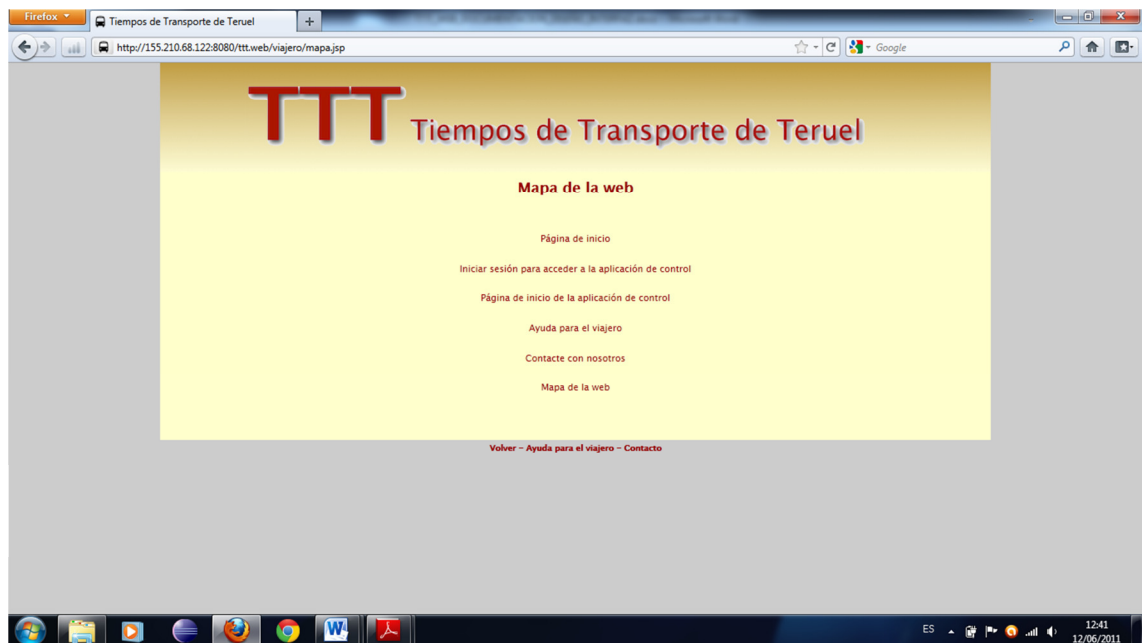 Firefox
Tiempos de Transporte de Teruel
http://155.210.68.122:8080/ttt.web/viajero/mapa.jsp
Google
TTT Tiempos de Transporte de Teruel
Mapa de la web
Página de inicio
Iniciar sesión para acceder a la aplicación de control
Página de inicio de la aplicación de control
Ayuda para el viajero
Contacte con nosotros
Mapa de la web
Volver - Ayuda para el viajero - Contacto
ES
12:41
12/06/2011